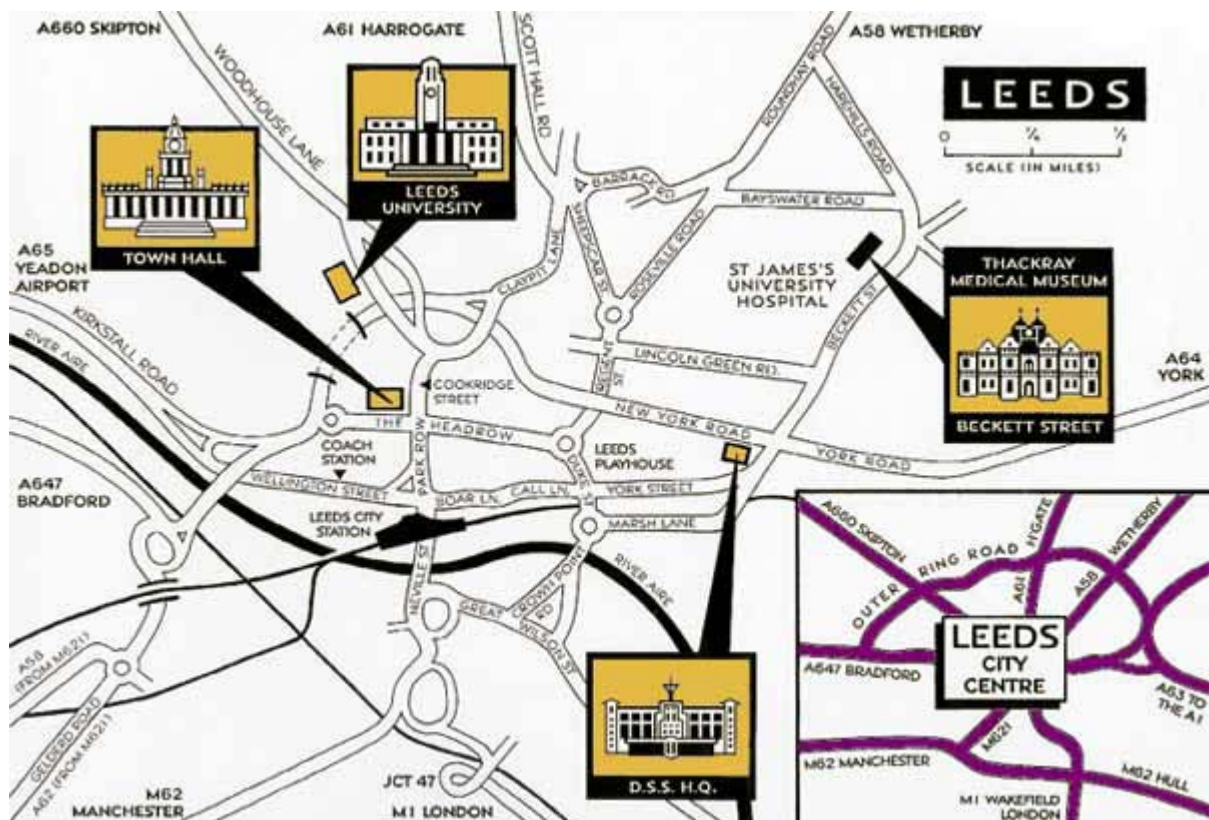 A660 SKIPTON
A61 HARROGATE
SCOTT HALL RD
A58 WETHERBY
WOODHOUSE LANE
ROUNDHAY ROAD
HAREHILLS ROAD
LEEDS
0 ¼ ½
SCALE (IN MILES)
LEEDS
UNIVERSITY
TOWN HALL
BARRACK RD
BAYSWATER ROAD
SHEEPSCAR ST
ROSEVILLE ROAD
CLAYPIT LANE
A65
YEADON
AIRPORT
ST JAMES'S
UNIVERSITY
HOSPITAL
THACKRAY
MEDICAL MUSEUM
BECKETT STREET
BECKETT ST
KIRKSTALL ROAD
RIVER AIRE
LINCOLN GREEN RD.
REGENT
ST.
A64
YORK
COOKRIDGE
STREET
THE HEADROW
NEW YORK ROAD
YORK ROAD
COACH
STATION
PARK ROW
LEEDS
PLAYHOUSE
DUKE ST
A647
BRADFORD
WELLINGTON STREET
BOAR LN.
CALL LN.
YORK STREET
LEEDS CITY
STATION
MARSH LANE
NEVILLE ST
RIVER AIRE
GREAT
WILSON ST
CROWN POINT
RD
A58
(FROM M621)
GELDERD ROAD
A62 (FROM M621)
M62
MANCHESTER
JCT 47
M1 LONDON
D.S.S. H.Q.
A660 SKIPTON
OUTER RING ROAD
A61
H'GATE
A58
WETHERBY
LEEDS
CITY
CENTRE
A647 BRADFORD
A63 TO
THE A1
M621
M62 MANCHESTER
M62 HULL
M1 WAKEFIELD
LONDON